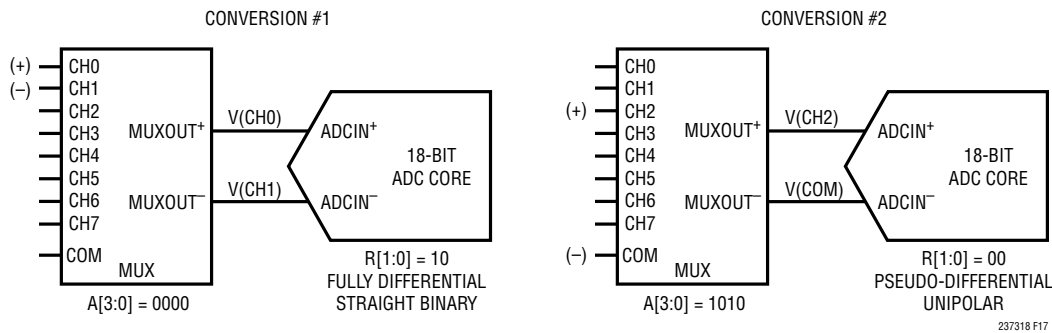 CONVERSION #1
(+)
(–)
CH0
CH1
CH2
CH3
CH4
CH5
CH6
CH7
COM
MUXOUT+
MUXOUT–
MUX
A[3:0] = 0000
V(CH0)
V(CH1)
ADCIN+
ADCIN–
18-BIT
ADC CORE
R[1:0] = 10
FULLY DIFFERENTIAL
STRAIGHT BINARY
CONVERSION #2
(+)
(–)
CH0
CH1
CH2
CH3
CH4
CH5
CH6
CH7
COM
MUXOUT+
MUXOUT–
MUX
A[3:0] = 1010
V(CH2)
V(COM)
ADCIN+
ADCIN–
18-BIT
ADC CORE
R[1:0] = 00
PSEUDO-DIFFERENTIAL
UNIPOLAR
237318 F17